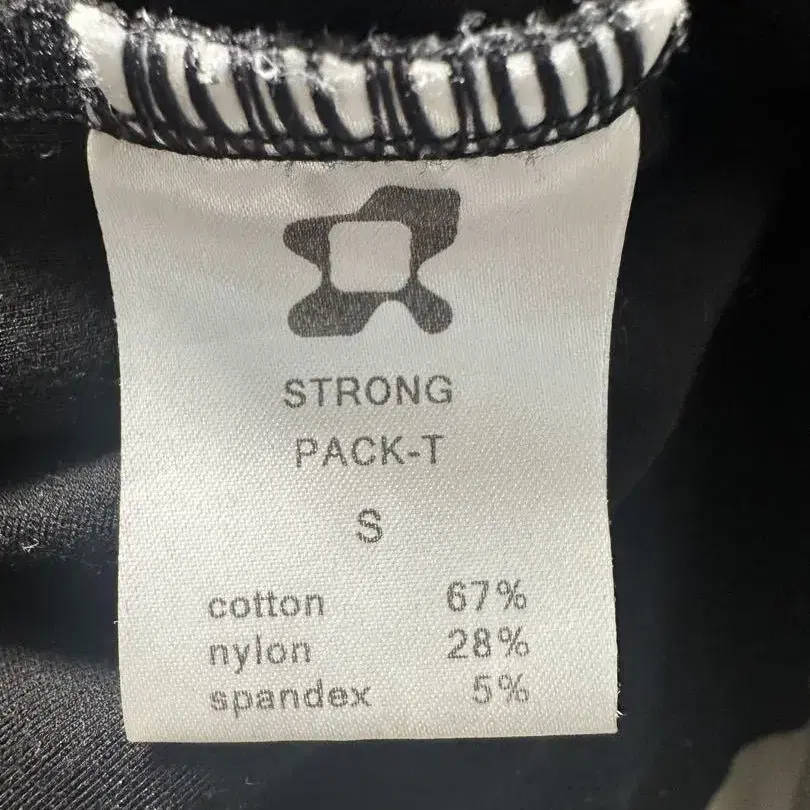 STRONG
PACK-T
S
cotton 67%
nylon 28%
spandex 5%